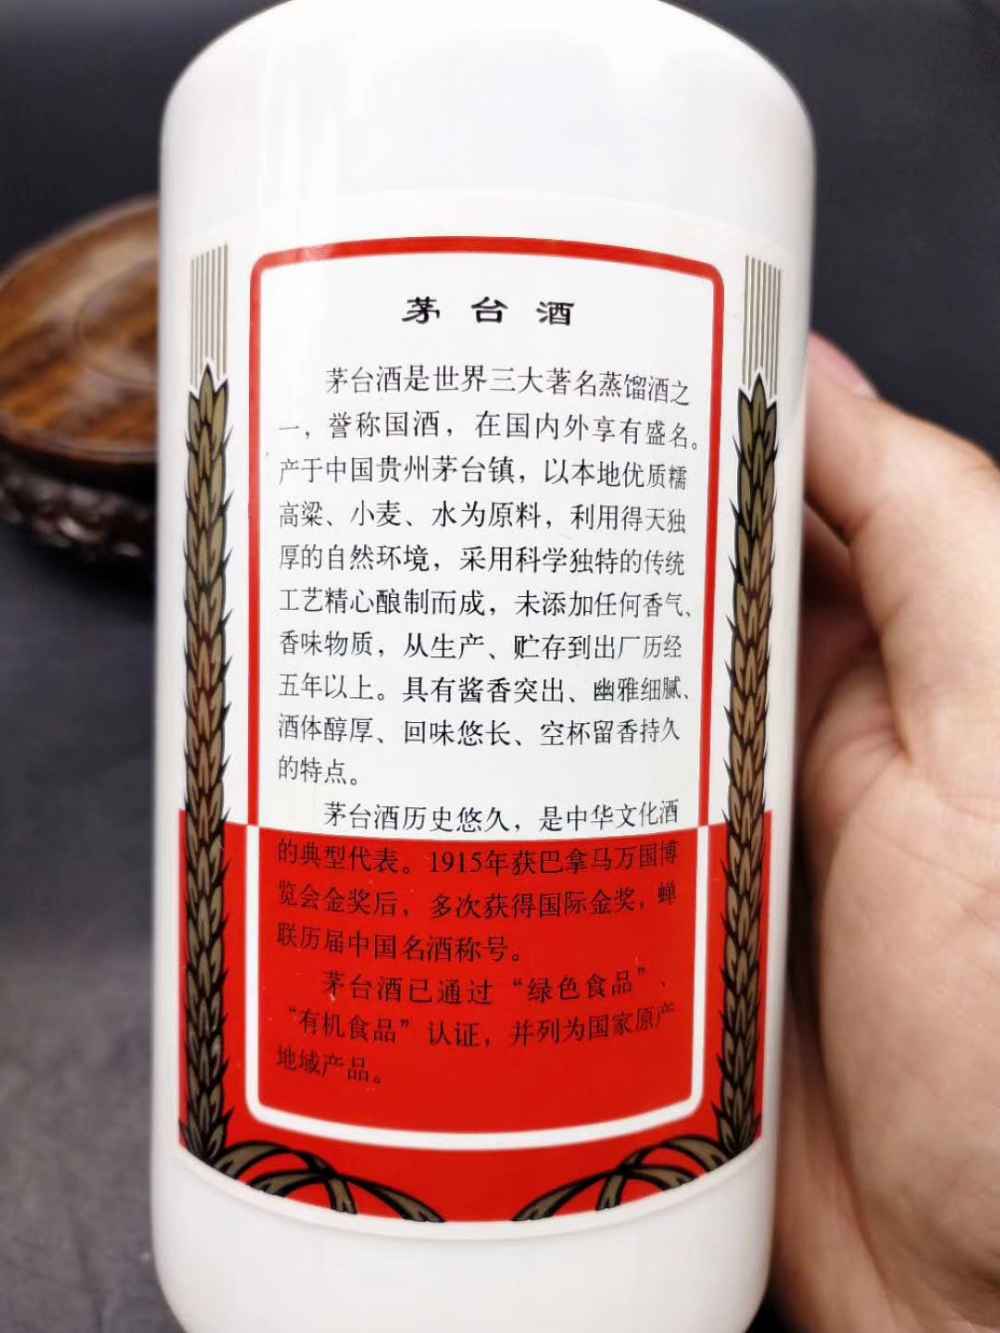 茅台酒
茅台酒是世界三大著名蒸馏酒之
一，誉称国酒，在国内外享有盛名。
产于中国贵州茅台镇，以本地优质糯
高粱、小麦、水为原料，利用得天独
厚的自然环境，采用科学独特的传统
工艺精心酿制而成，未添加任何香气、
香味物质，从生产、贮存到出厂历经
五年以上。具有酱香突出、幽雅细腻、
酒体醇厚、回味悠长、空杯留香持久
的特点。
茅台酒历史悠久，是中华文化酒
的典型代表。1915年获巴拿马万国博
览会金奖后，多次获得国际金奖，蝉
联历届中国名酒称号。
茅台酒已通过“绿色食品”、
“有机食品”认证，并列为国家原产
地域产品。